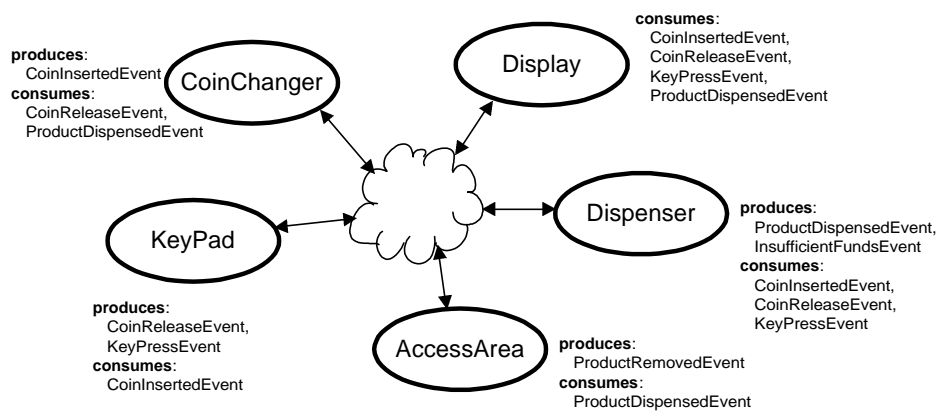 produces:
CoinInsertedEvent
consumes:
CoinReleaseEvent,
ProductDispensedEvent
CoinChanger
Display
consumes:
CoinInsertedEvent,
CoinReleaseEvent,
KeyPressEvent,
ProductDispensedEvent
KeyPad
produces:
CoinReleaseEvent,
KeyPressEvent
consumes:
CoinInsertedEvent
Dispenser
produces:
ProductDispensedEvent,
InsufficientFundsEvent
consumes:
CoinInsertedEvent,
CoinReleaseEvent,
KeyPressEvent
AccessArea
produces:
ProductRemovedEvent
consumes:
ProductDispensedEvent